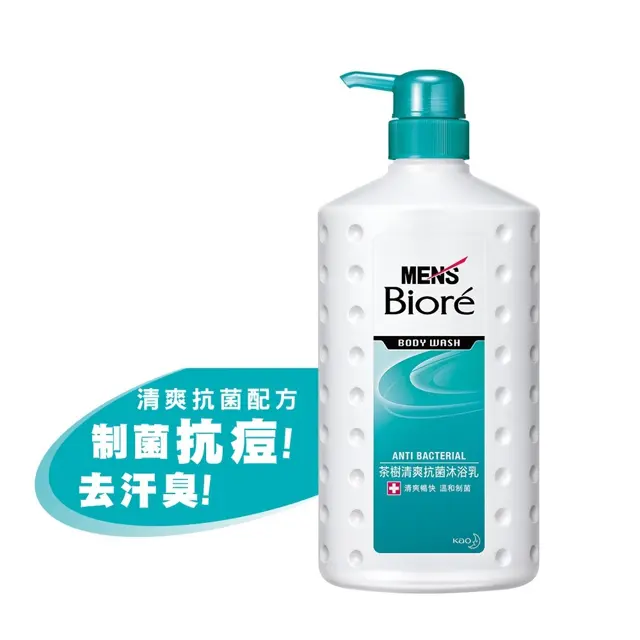 清爽抗菌配方
制菌抗痘!
去汗臭!
MENS
Bioré
BODY WASH
ANTI BACTERIAL
茶樹清爽抗菌沐浴乳
清爽暢快 溫和制菌
Kao